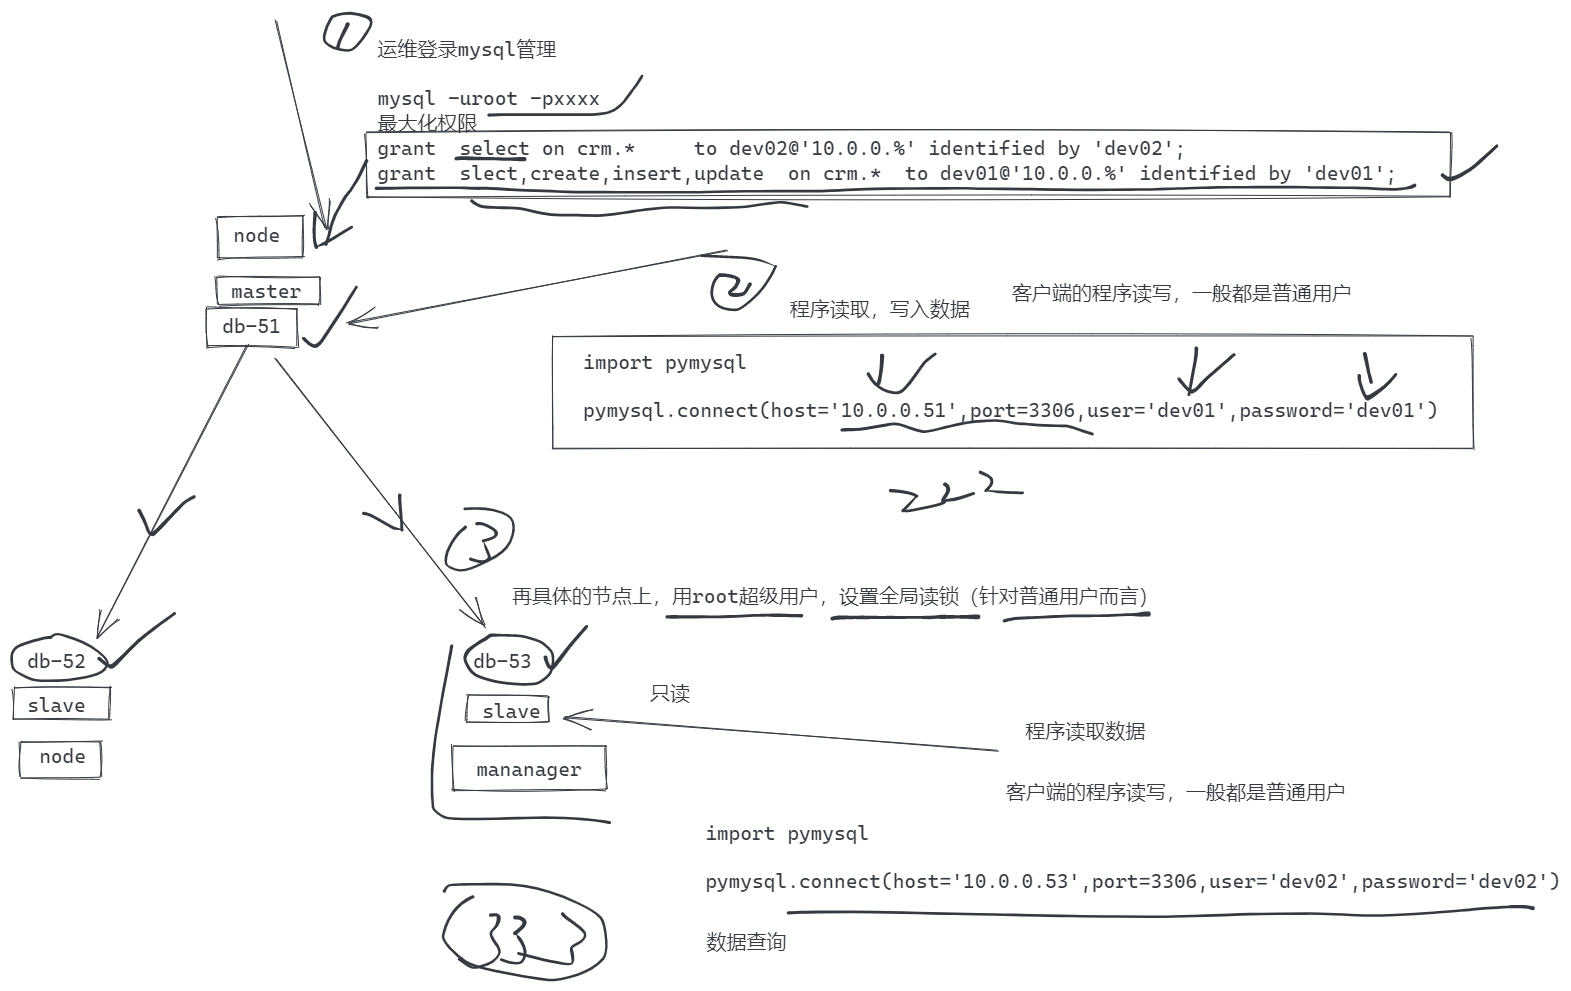 1
运维登录mysql管理
mysql -uroot -pxxxx
最大化权限
grant select on crm.* to dev02@'10.0.0.%' identified by 'dev02';
grant slect,create,insert,update on crm.* to dev01@'10.0.0.%' identified by 'dev01';
node
master
db-51
2
程序读取，写入数据
客户端的程序读写，一般都是普通用户
import pymysql
pymysql.connect(host='10.0.0.51',port=3306,user='dev01',password='dev01')
222
3
再具体的节点上，用root超级用户，设置全局读锁（针对普通用户而言）
db-52
slave
node
db-53
slave
mananager
只读
程序读取数据
客户端的程序读写，一般都是普通用户
import pymysql
pymysql.connect(host='10.0.0.53',port=3306,user='dev02',password='dev02')
数据查询
333